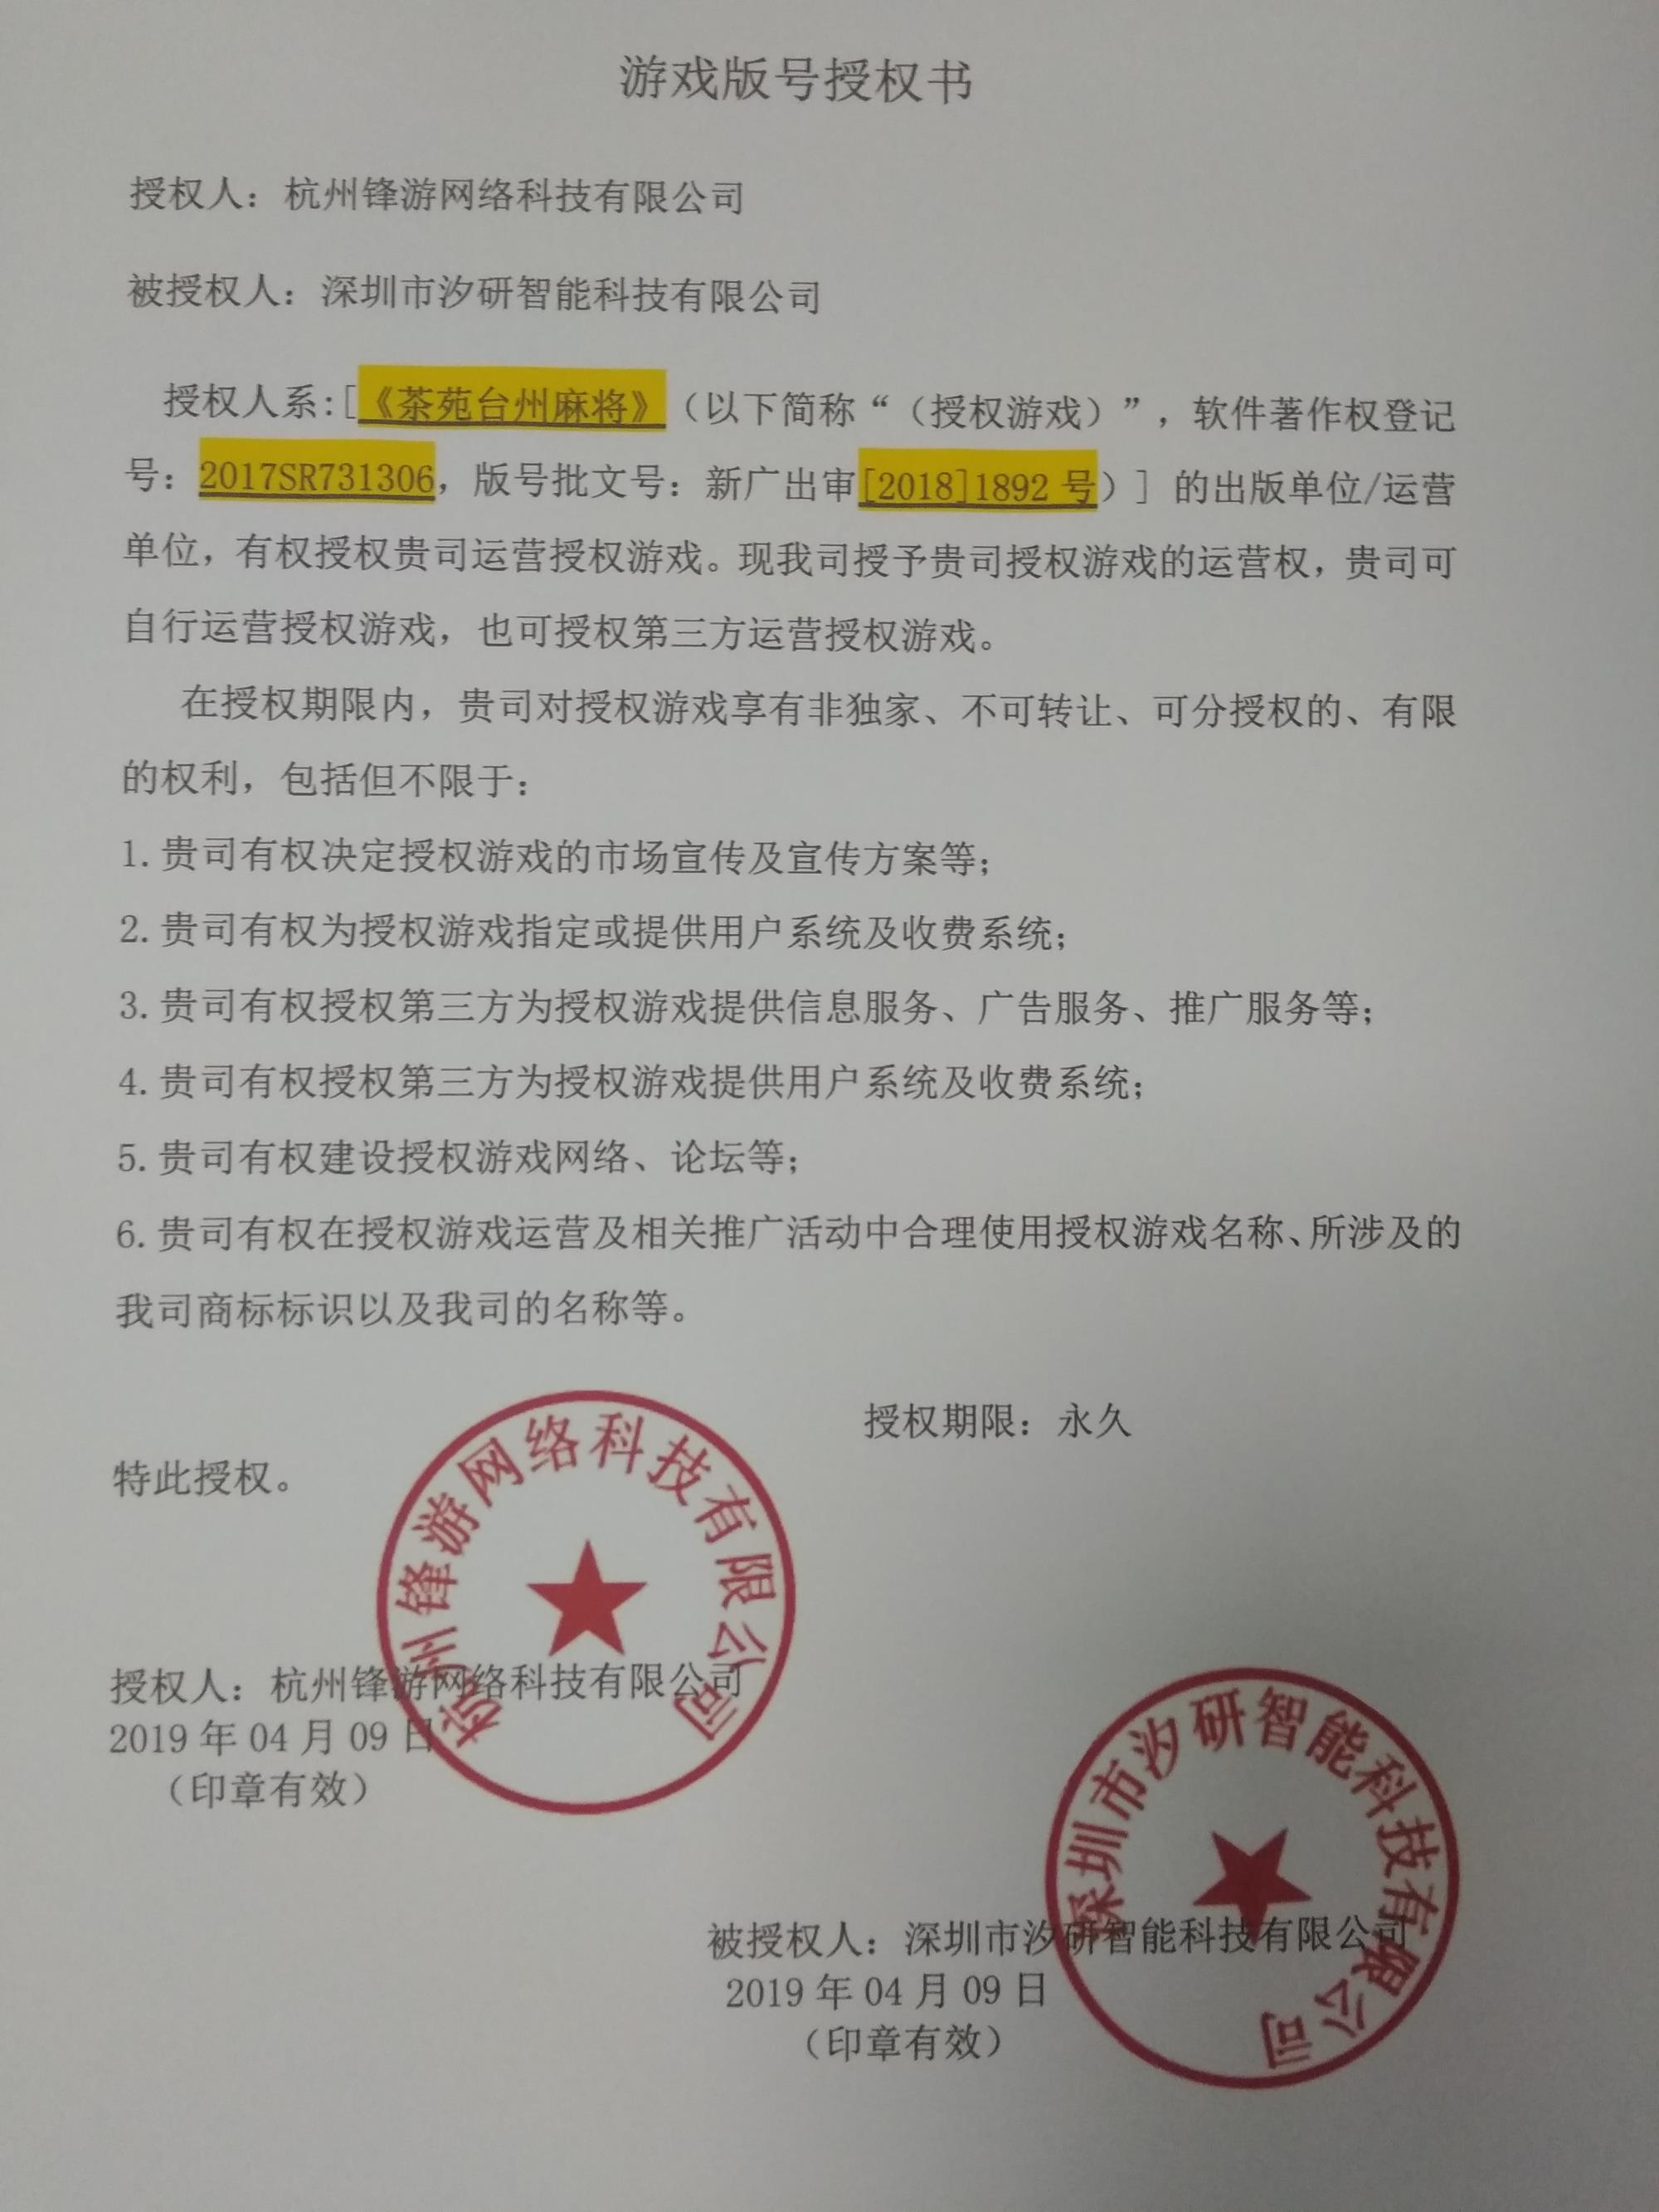 游戏版号授权书
授权人：杭州锋游网络科技有限公司
被授权人：深圳市汐研智能科技有限公司
授权人系:[《茶苑台州麻将》（以下简称“（授权游戏）”，软件著作权登记
号：2017SR731306，版号批文号：新广出审[2018]1892 号）] 的出版单位/运营
单位，有权授权贵司运营授权游戏。现我司授予贵司授权游戏的运营权，贵司可
自行运营授权游戏，也可授权第三方运营授权游戏。
在授权期限内，贵司对授权游戏享有非独家、不可转让、可分授权的、有限
的权利，包括但不限于：
1.贵司有权决定授权游戏的市场宣传及宣传方案等；
2.贵司有权为授权游戏指定或提供用户系统及收费系统；
3.贵司有权授权第三方为授权游戏提供信息服务、广告服务、推广服务等；
4.贵司有权授权第三方为授权游戏提供用户系统及收费系统；
5.贵司有权建设授权游戏网络、论坛等；
6.贵司有权在授权游戏运营及相关推广活动中合理使用授权游戏名称、所涉及的
我司商标标识以及我司的名称等。
授权期限：永久
特此授权。
杭州锋游网络科技有限公司
授权人：杭州锋游网络科技有限公司
2019 年 04 月 09 日
（印章有效）
深圳市汐研智能科技有限公司
被授权人：深圳市汐研智能科技有限公司
2019 年 04 月 09 日
（印章有效）